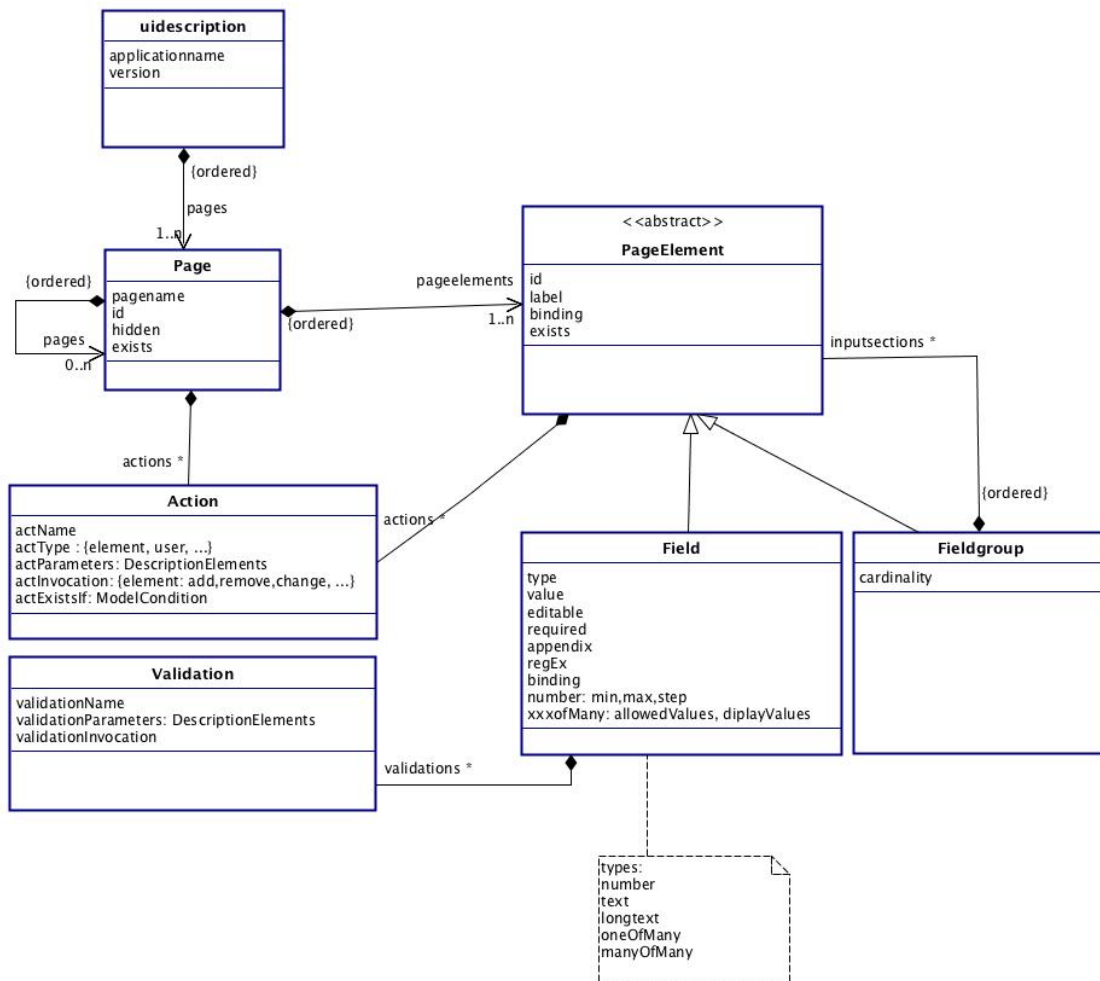 uidescription
applicationname
version
{ordered}
pages
1..n
Page
pagename
id
hidden
exists
{ordered}
pages
0..n
pageelements
{ordered}
1..n
<<abstract>>
PageElement
id
label
binding
exists
inputsections *
{ordered}
actions *
actions *
Action
actName
actType : {element, user, ...}
actParameters: DescriptionElements
actInvocation: {element: add,remove,change, ...}
actExistsIf: ModelCondition
Validation
validationName
validationParameters: DescriptionElements
validationInvocation
validations *
Field
type
value
editable
required
appendix
regEx
binding
number: min,max,step
xxxofMany: allowedValues, diplayValues
Fieldgroup
cardinality
types:
number
text
longtext
oneOfMany
manyOfMany